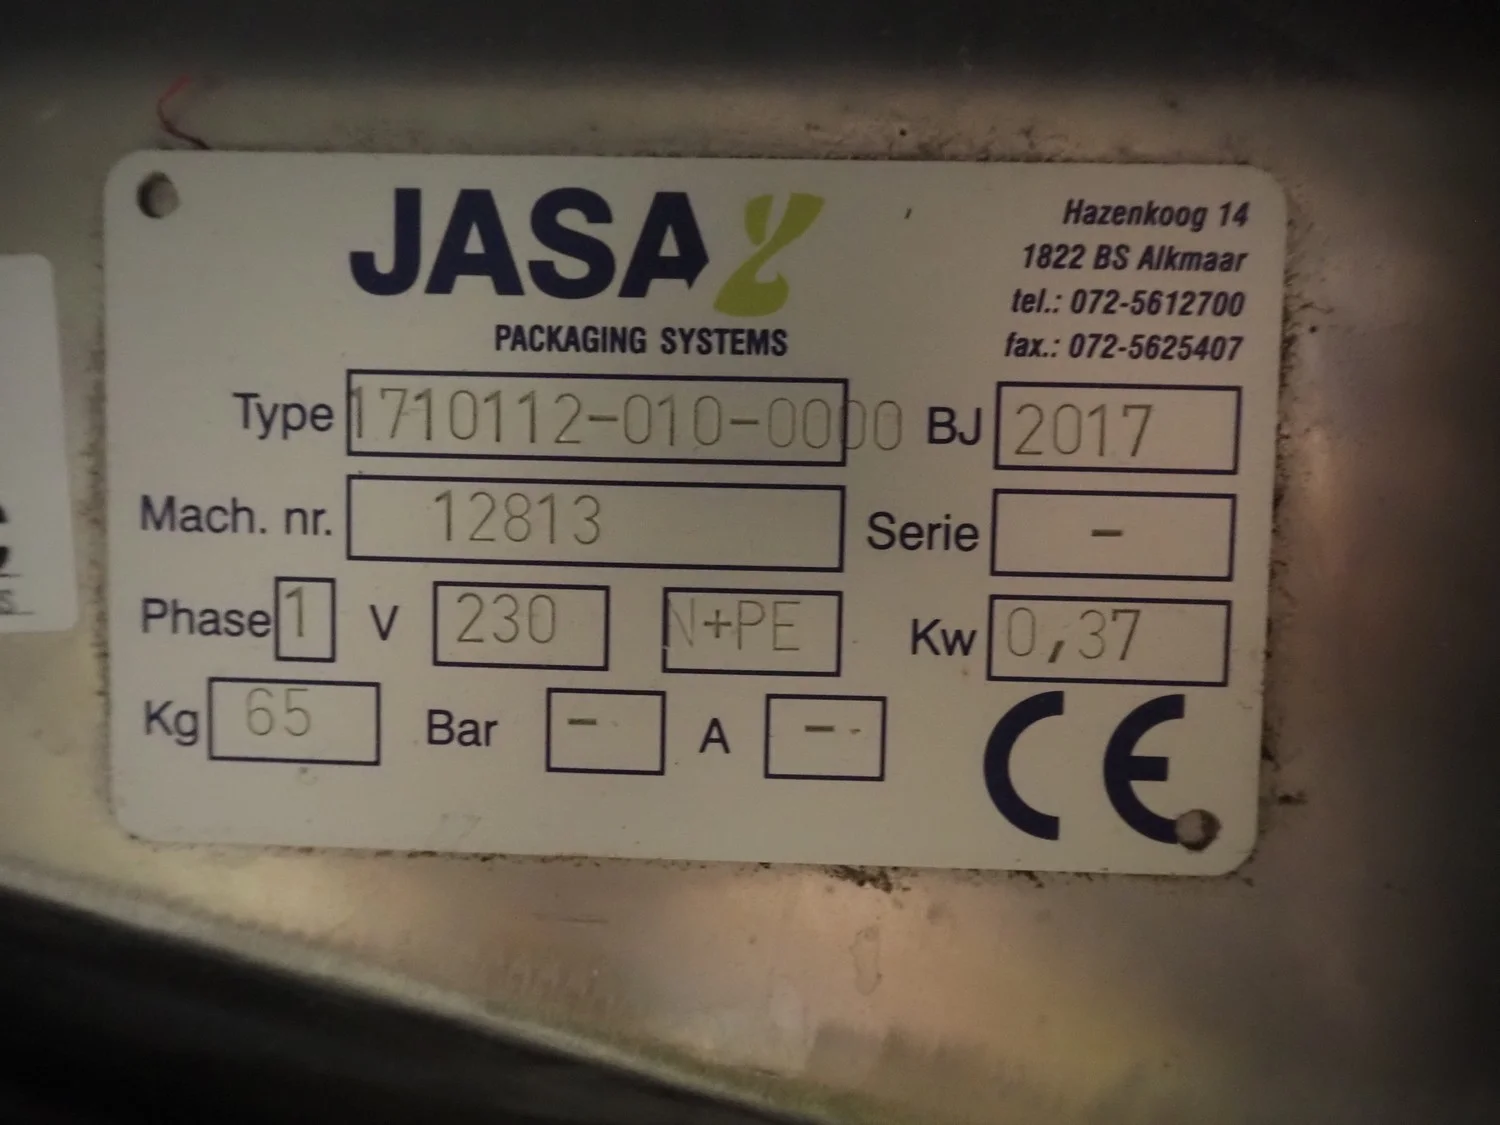 JASA
PACKAGING SYSTEMS
Hazenkoog 14
1822 BS Alkmaar
tel.: 072-5612700
fax.: 072-5625407
Type 1710112-010-0000 BJ 2017
Mach. nr. 12813 Serie -
Phase 1 V 230 N+PE Kw 0,37
Kg 65 Bar - A -
CE